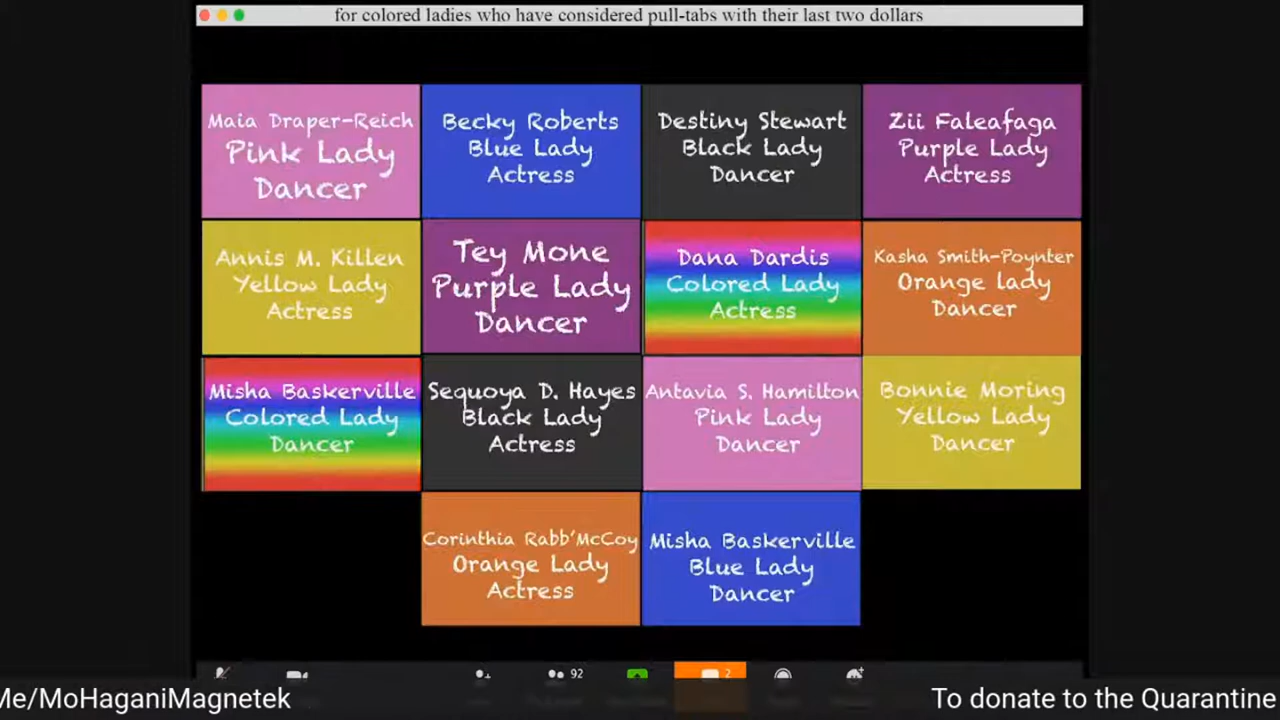 for colored ladies who have considered pull-tabs with their last two dollars
Maia Draper-Reich
Pink Lady
Dancer
Becky Roberts
Blue Lady
Actress
Destiny Stewart
Black Lady
Dancer
Zii Faleafaga
Purple Lady
Actress
Annis M. Killen
Yellow Lady
Actress
Tey Mone
Purple Lady
Dancer
Dana Dardis
Colored Lady
Actress
Kasha Smith-Poynter
Orange lady
Dancer
Misha Baskerville
Colored Lady
Dancer
Sequoya D. Hayes
Black Lady
Actress
Antavia S. Hamilton
Pink Lady
Dancer
Bonnie Moring
Yellow Lady
Dancer
Corinthia Rabb'McCoy
Orange Lady
Actress
Misha Baskerville
Blue Lady
Dancer
92
2
Me/MoHaganiMagnetek
To donate to the Quarantine